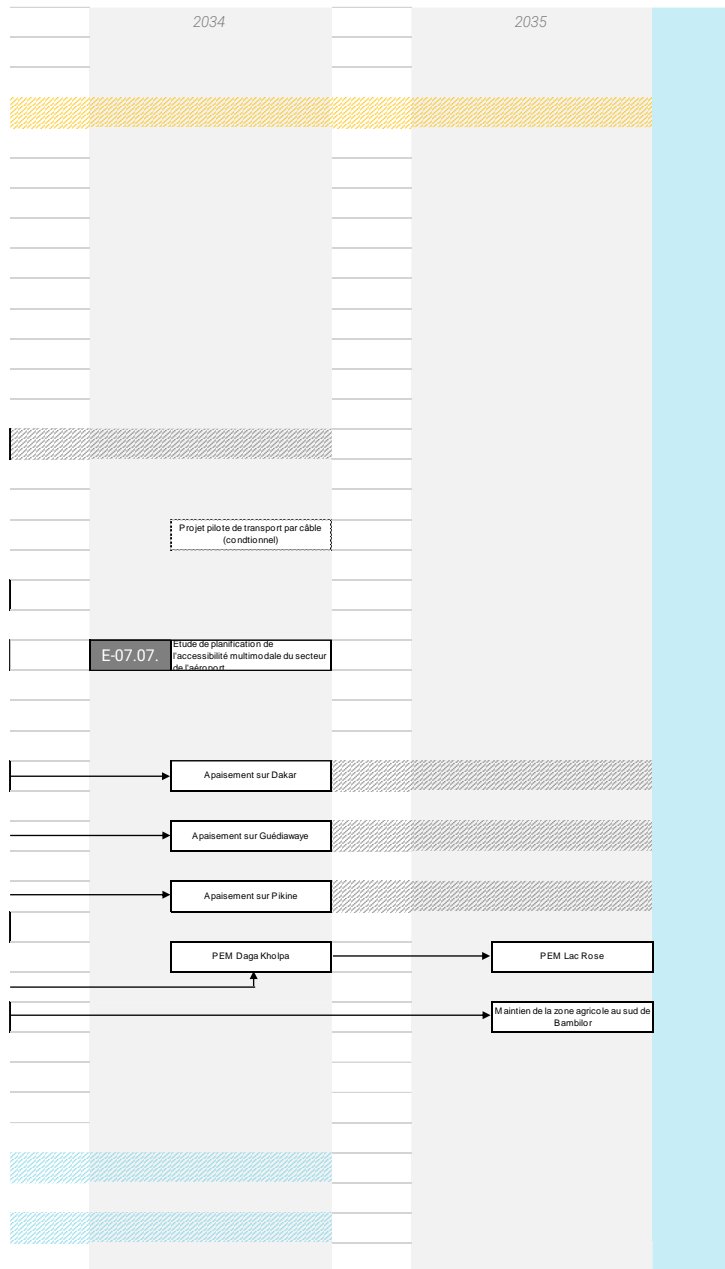 2034
2035
Projet pilote de transport par câble
(condtionnel)
E-07.07.
Etude de planification de
l'accessibilité multimodale du secteur
de l'aéroport
Apaisement sur Dakar
Apaisement sur Guédiawaye
Apaisement sur Pikine
PEM Daga Kholpa
PEM Lac Rose
Maintien de la zone agricole au sud de
Bambilor